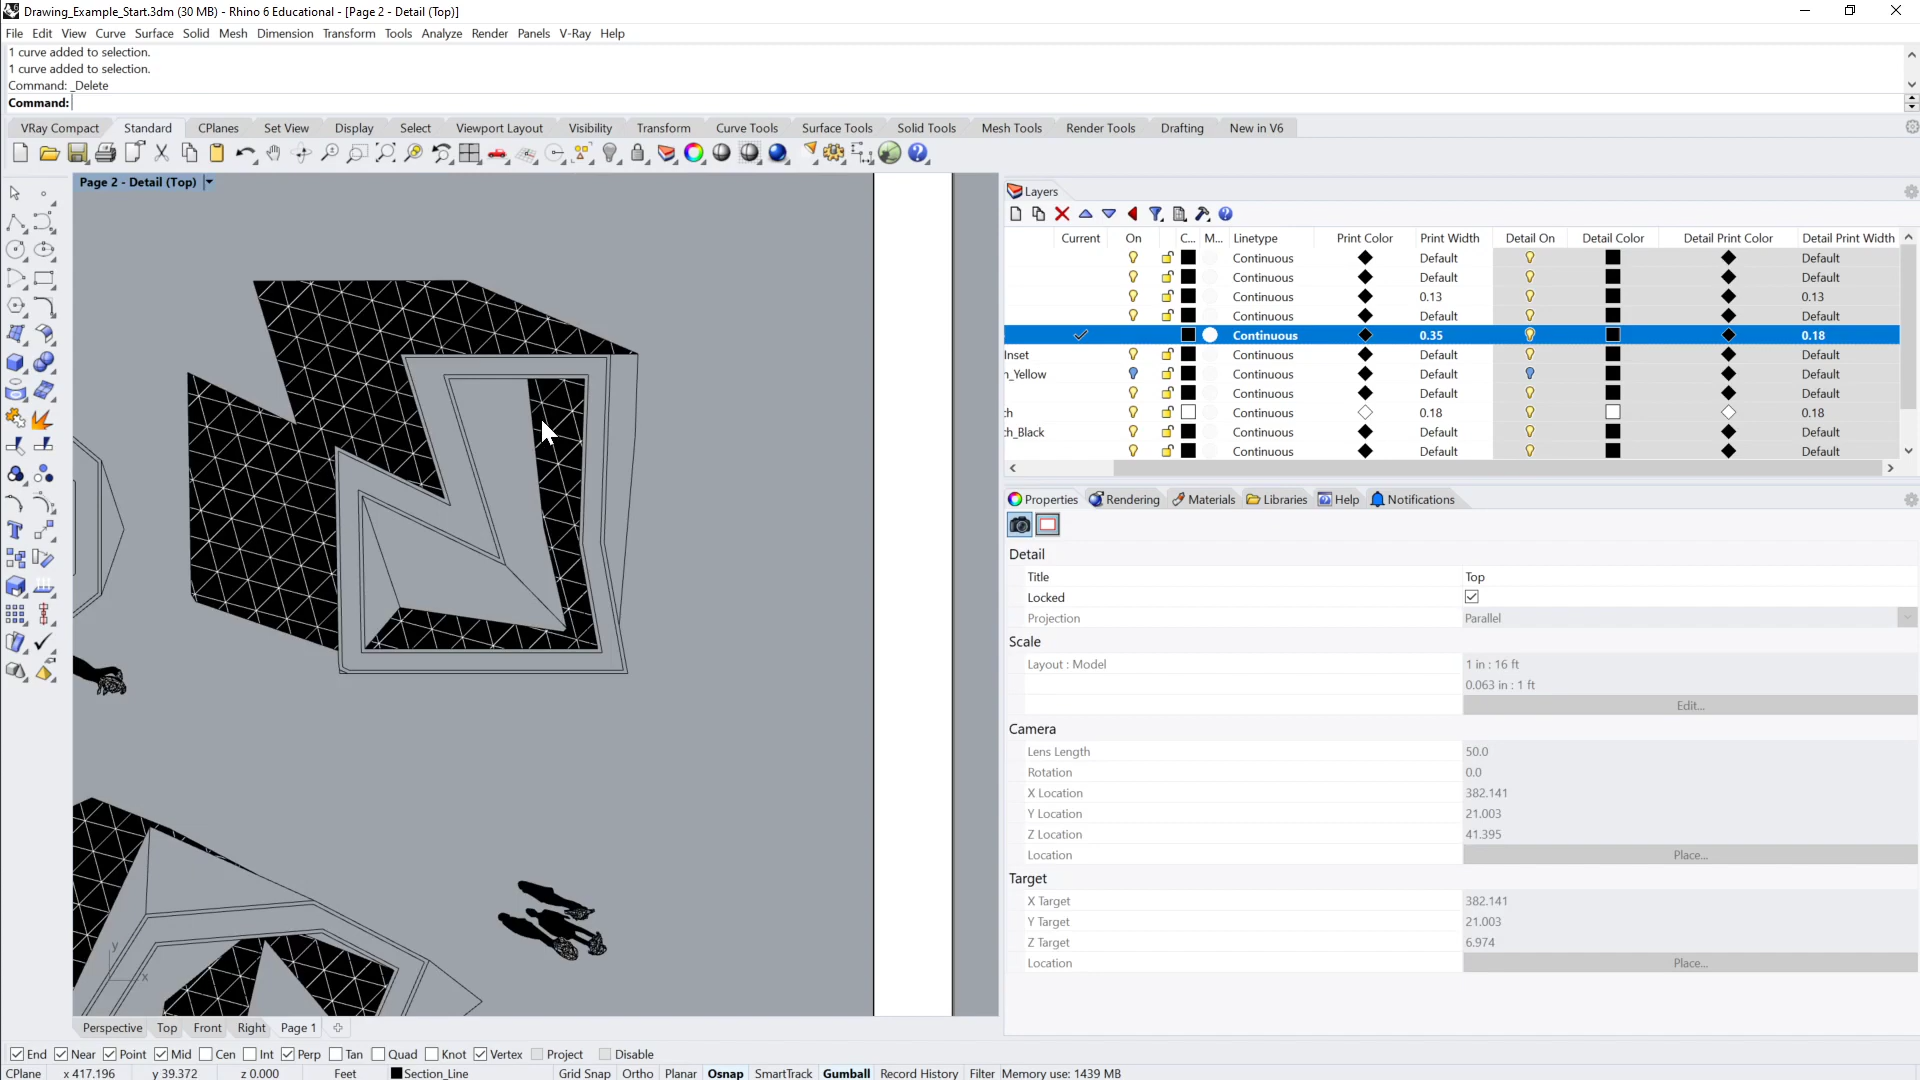 Drawing_Example_Start.3dm (30 MB) - Rhino 6 Educational - [Page 2 - Detail (Top)]
File Edit View Curve Surface Solid Mesh Dimension Transform Tools Analyze Render Panels V-Ray Help
1 curve added to selection.
1 curve added to selection.
Command: _Delete
Command:
VRay Compact Standard CPlanes Set View Display Select Viewport Layout Visibility Transform Curve Tools Surface Tools Solid Tools Mesh Tools Render Tools Drafting New in V6
Page 2 - Detail (Top)
Layers
Current On C... M... Linetype Print Color Print Width Detail On Detail Color Detail Print Color Detail Print Width
Continuous Default Default
Continuous Default Default
Continuous 0.13 0.13
Continuous Default Default
Continuous 0.35 0.18
Inset Continuous Default Default
_Yellow Continuous Default Default
Continuous Default Default
ch Continuous 0.18 0.18
ch_Black Continuous Default Default
Continuous Default Default
Properties Rendering Materials Libraries Help Notifications
Detail
Title Top
Locked
Projection Parallel
Scale
Layout : Model 1 in : 16 ft
0.063 in : 1 ft
Edit...
Camera
Lens Length 50.0
Rotation 0.0
X Location 382.141
Y Location 21.003
Z Location 41.395
Location Place...
Target
X Target 382.141
Y Target 21.003
Z Target 6.974
Location Place...
y
x
Perspective Top Front Right Page 1
End Near Point Mid Cen Int Perp Tan Quad Knot Vertex Project Disable
CPlane x 417.196 y 39.372 z 0.000 Feet Section_Line Grid Snap Ortho Planar Osnap SmartTrack Gumball Record History Filter Memory use: 1439 MB